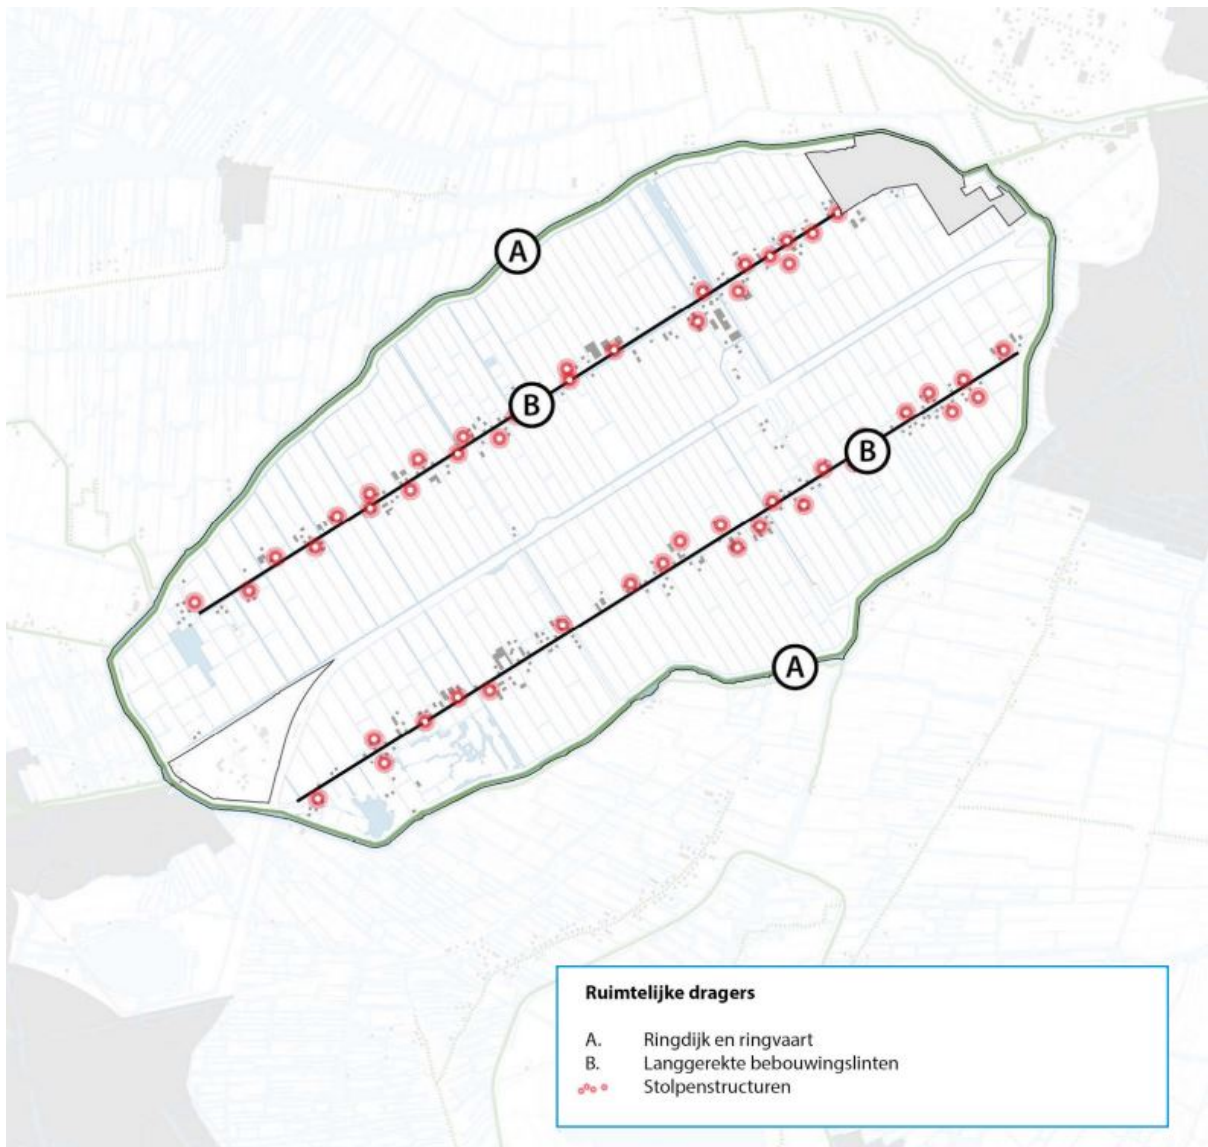 A
B
B
A
Ruimtelijke dragers
A. Ringdijk en ringvaart
B. Langgerekte bebouwingslinten
Stolpenstructuren